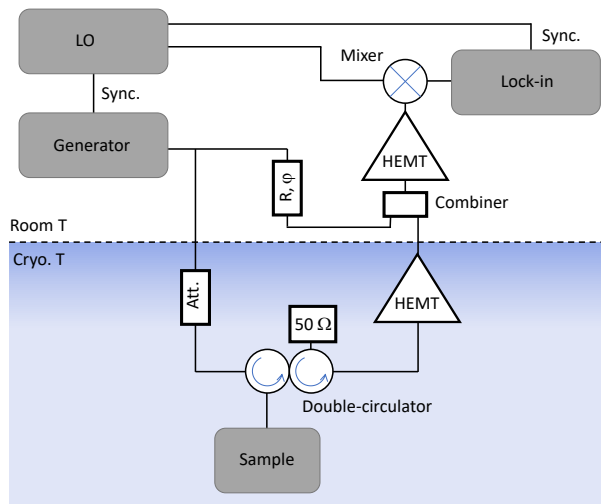 LO
Sync.
Mixer
Sync.
Lock-in
Generator
HEMT
R, φ
Combiner
Room T
Cryo. T
Att.
HEMT
50 Ω
Double-circulator
Sample